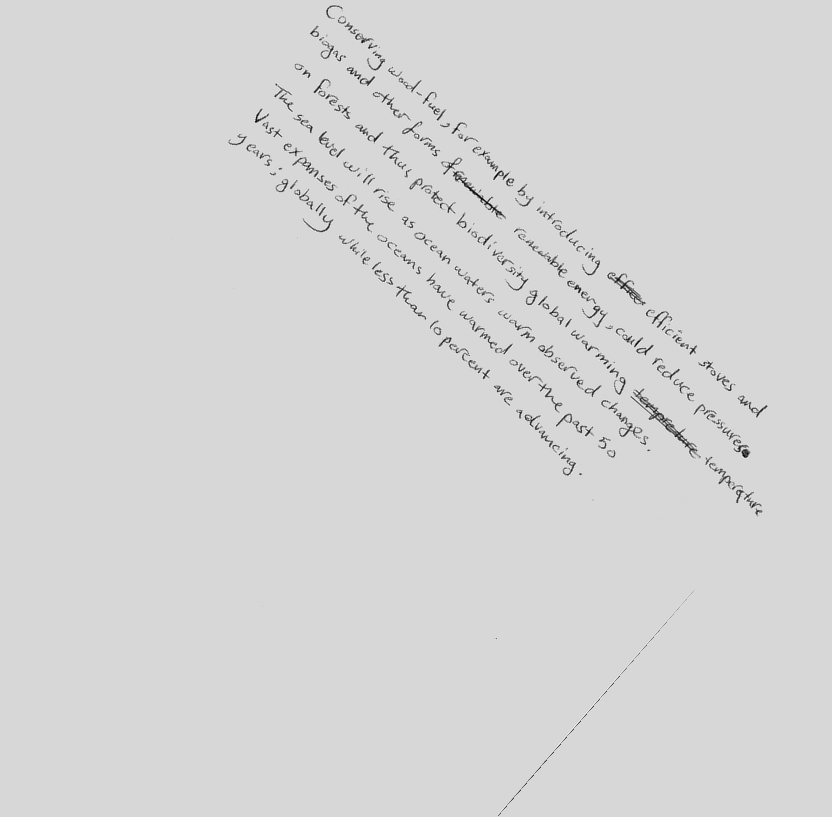 Conserving wood-fuel, for example by introducing efficient stoves and
biogas and other forms of renewable energy, could reduce pressures
on forests and thus protect biodiversity global warming temperature
The sea level will rise as ocean waters warm observed changes.
Vast expanses of the oceans have warmed over the past 50
years; globally while less than 10 percent are advancing.